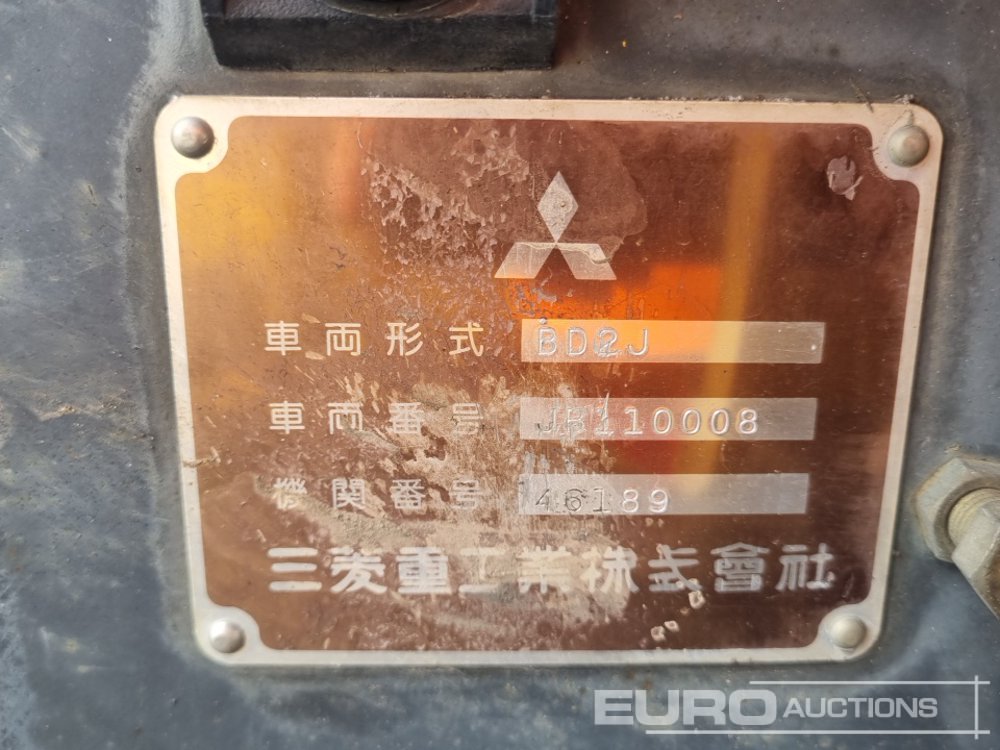 車両形式 BD2J
車両番号 JB110008
機関番号 46189
三菱重工業株式會社
EURO AUCTIONS